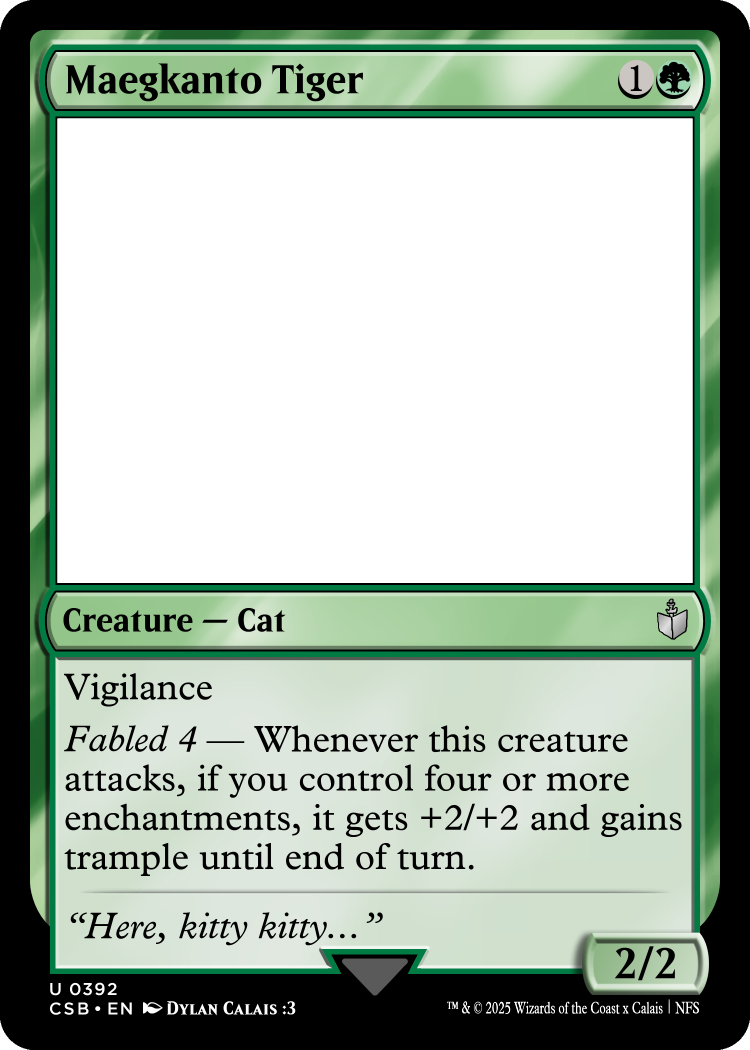 Maegkanto Tiger 1
Creature — Cat
Vigilance
Fabled 4 — Whenever this creature
attacks, if you control four or more
enchantments, it gets +2/+2 and gains
trample until end of turn.
“Here, kitty kitty…”
2/2
U 0392
CSB • EN Dylan Calais :3
™ & © 2025 Wizards of the Coast x Calais | NFS